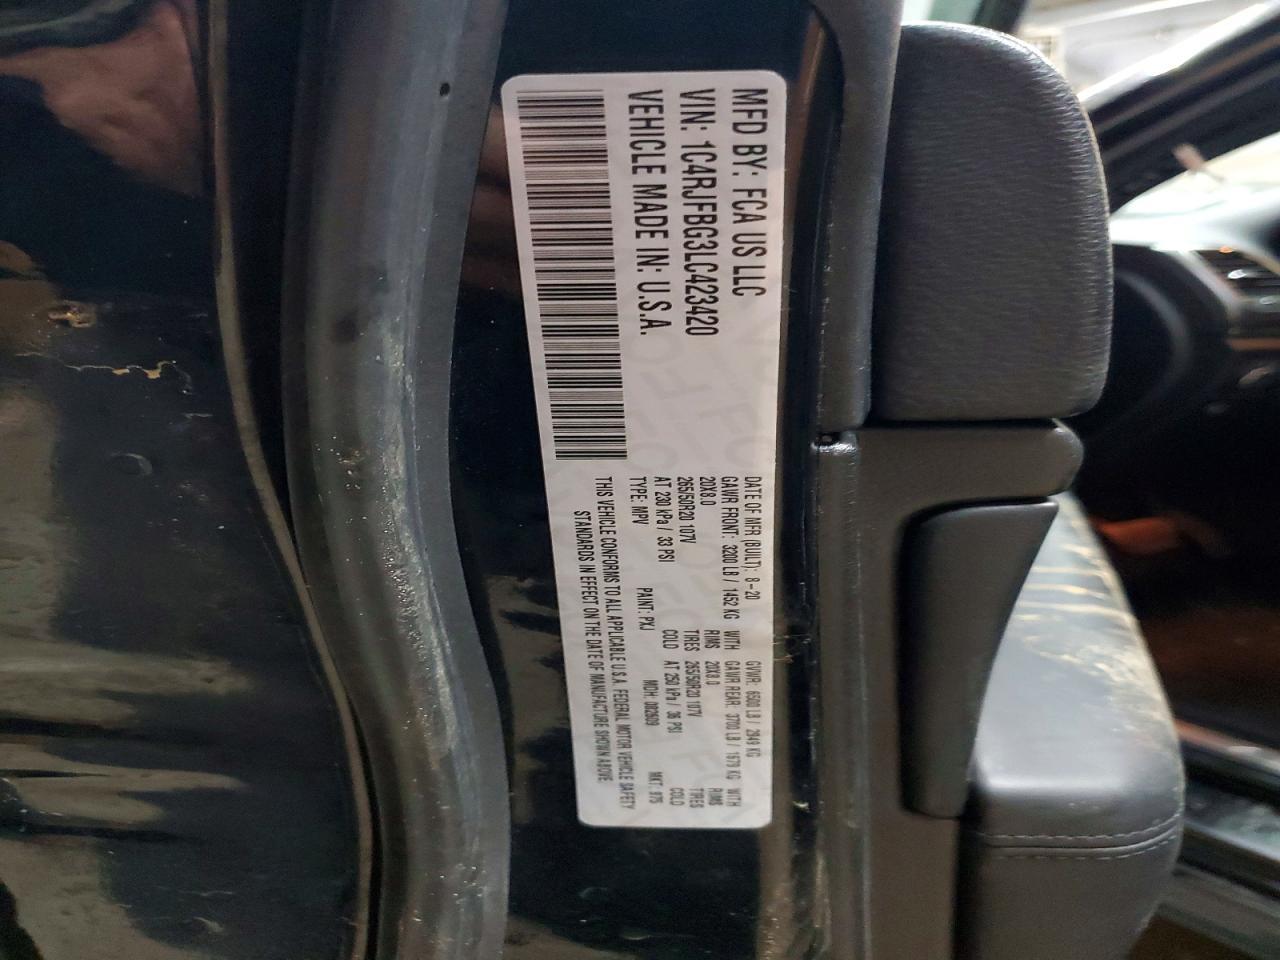 MFD BY: FCA US LLC
VIN: 1C4RJFBG3LC423420
VEHICLE MADE IN: U.S.A.
DATE OF MFR (BUILT): 8-20 GVWR: 6500 LB / 2949 KG
GAWR FRONT: 3200 LB / 1452 KG WITH GAWR REAR: 3700 LB / 1679 KG WITH
20X8.0 RIMS 20X8.0 RIMS
265/50R20 107V TIRES 265/50R20 107V TIRES
AT 230 kPa / 33 PSI COLD AT 250 kPa / 36 PSI COLD
TYPE: MPV PAINT: PXJ MDH: 082609 MKT: 975
THIS VEHICLE CONFORMS TO ALL APPLICABLE U.S.A. FEDERAL MOTOR VEHICLE SAFETY
STANDARDS IN EFFECT ON THE DATE OF MANUFACTURE SHOWN ABOVE.